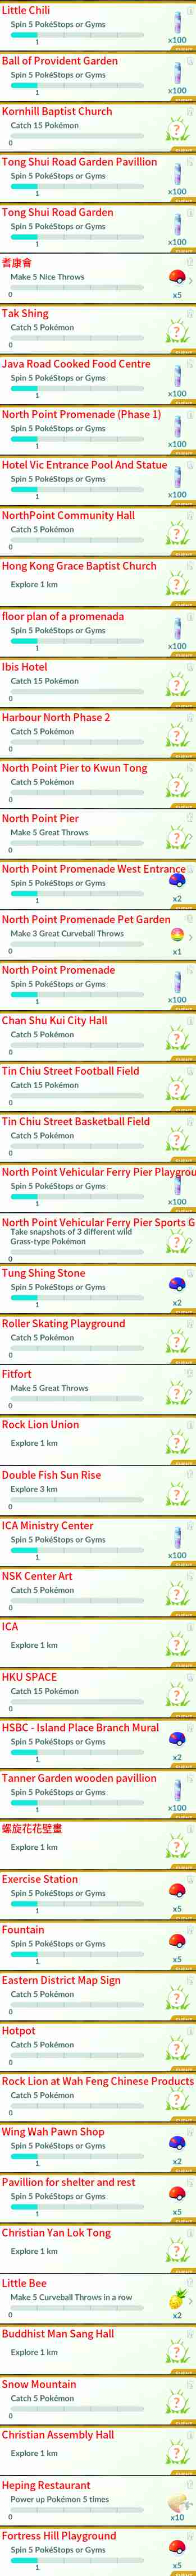 Little Chili
Spin 5 PokéStops or Gyms
1
x100
Ball of Provident Garden
Spin 5 PokéStops or Gyms
1
x100
Kornhill Baptist Church
Catch 15 Pokémon
0
Tong Shui Road Garden Pavillion
Spin 5 PokéStops or Gyms
1
x100
Tong Shui Road Garden
Spin 5 PokéStops or Gyms
1
x100
耆康會
Make 5 Nice Throws
0
x5
Tak Shing
Catch 5 Pokémon
0
Java Road Cooked Food Centre
Spin 5 PokéStops or Gyms
1
x100
North Point Promenade (Phase 1)
Spin 5 PokéStops or Gyms
1
x100
Hotel Vic Entrance Pool And Statue
Spin 5 PokéStops or Gyms
1
x100
NorthPoint Community Hall
Catch 5 Pokémon
0
Hong Kong Grace Baptist Church
Explore 1 km
floor plan of a promenada
Spin 5 PokéStops or Gyms
1
x100
Ibis Hotel
Catch 15 Pokémon
0
Harbour North Phase 2
Catch 5 Pokémon
0
North Point Pier to Kwun Tong
Catch 5 Pokémon
0
North Point Pier
Make 5 Great Throws
0
North Point Promenade West Entrance
Spin 5 PokéStops or Gyms
1
x2
North Point Promenade Pet Garden
Make 3 Great Curveball Throws
0
x1
North Point Promenade
Spin 5 PokéStops or Gyms
1
x100
Chan Shu Kui City Hall
Catch 5 Pokémon
0
Tin Chiu Street Football Field
Catch 15 Pokémon
0
Tin Chiu Street Basketball Field
Catch 5 Pokémon
0
North Point Vehicular Ferry Pier Playgrou
Spin 5 PokéStops or Gyms
1
x100
North Point Vehicular Ferry Pier Sports G
Take snapshots of 3 different wild
Grass-type Pokémon
0
Tung Shing Stone
Spin 5 PokéStops or Gyms
1
x2
Roller Skating Playground
Catch 5 Pokémon
0
Fitfort
Make 5 Great Throws
0
Rock Lion Union
Explore 1 km
Double Fish Sun Rise
Explore 3 km
0
ICA Ministry Center
Spin 5 PokéStops or Gyms
1
x100
NSK Center Art
Catch 5 Pokémon
0
ICA
Explore 1 km
HKU SPACE
Catch 15 Pokémon
0
HSBC - Island Place Branch Mural
Spin 5 PokéStops or Gyms
1
x2
Tanner Garden wooden pavillion
Spin 5 PokéStops or Gyms
1
x100
螺旋花花壁畫
Explore 1 km
Exercise Station
Spin 5 PokéStops or Gyms
1
x5
Fountain
Spin 5 PokéStops or Gyms
1
x5
Eastern District Map Sign
Catch 5 Pokémon
0
Hotpot
Catch 5 Pokémon
0
Rock Lion at Wah Feng Chinese Products
Catch 5 Pokémon
0
Wing Wah Pawn Shop
Spin 5 PokéStops or Gyms
1
x2
Pavillion for shelter and rest
Spin 5 PokéStops or Gyms
1
x5
Christian Yan Lok Tong
Explore 1 km
Little Bee
Make 5 Curveball Throws in a row
0
x2
Buddhist Man Sang Hall
Explore 1 km
Snow Mountain
Catch 5 Pokémon
0
Christian Assembly Hall
Explore 1 km
Heping Restaurant
Power up Pokémon 5 times
0
x10
Fortress Hill Playground
Spin 5 PokéStops or Gyms
1
x5